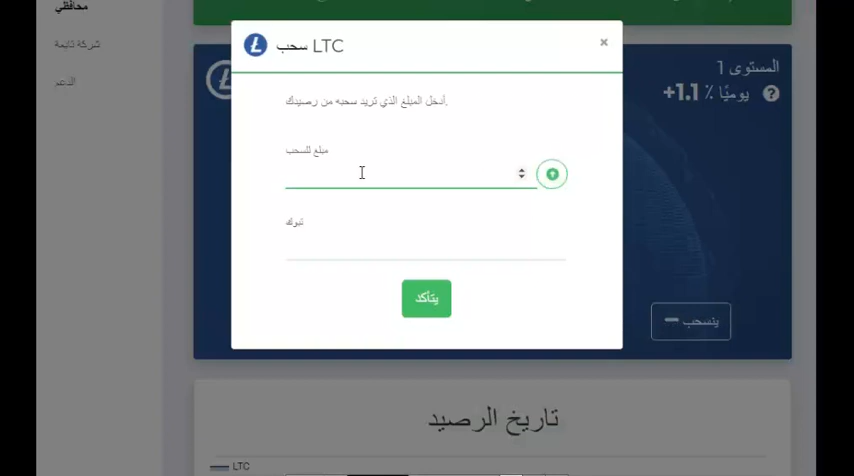 محافظي
شركة تابعة
الدعم
سحب LTC
×
أدخل المبلغ الذي تريد سحبه من رصيدك.
مبلغ للسحب
تبوك
يتأكد
المستوى 1
+1.1 ٪ يوميًا ?
ينسحب
تاريخ الرصيد
LTC